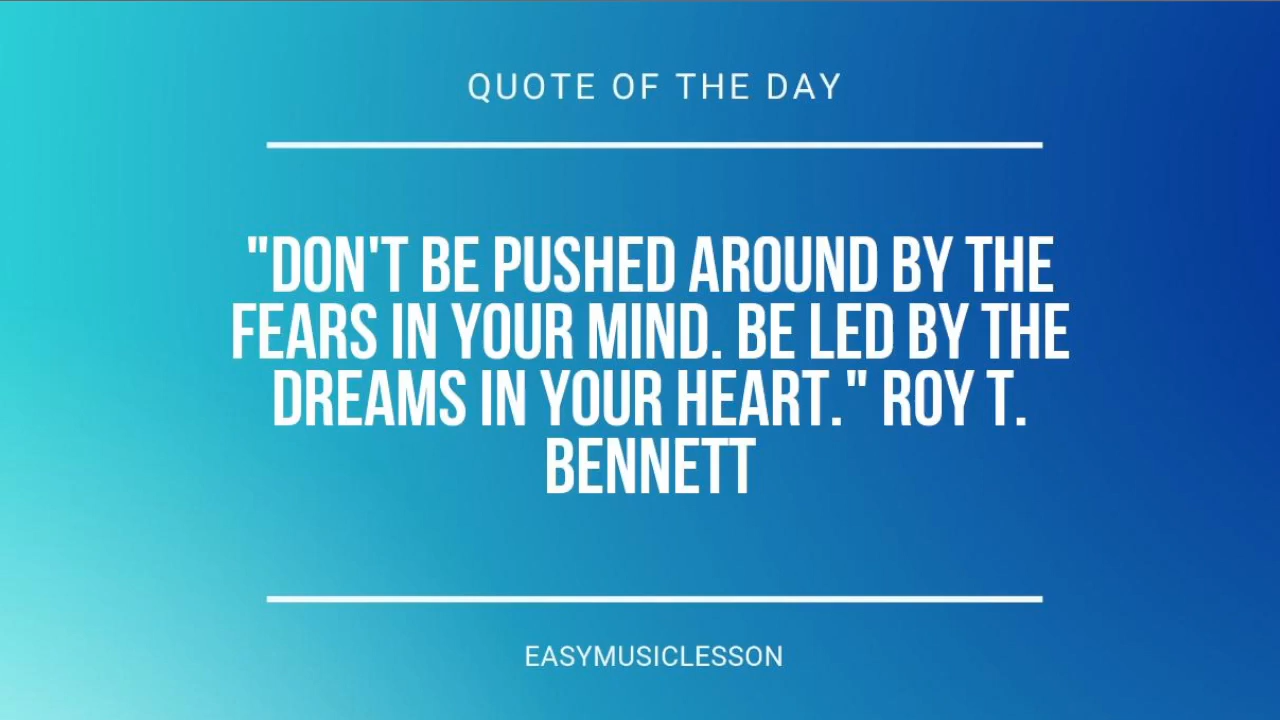 QUOTE OF THE DAY
"DON'T BE PUSHED AROUND BY THE
FEARS IN YOUR MIND. BE LED BY THE
DREAMS IN YOUR HEART." ROY T.
BENNETT
EASYMUSICLESSON